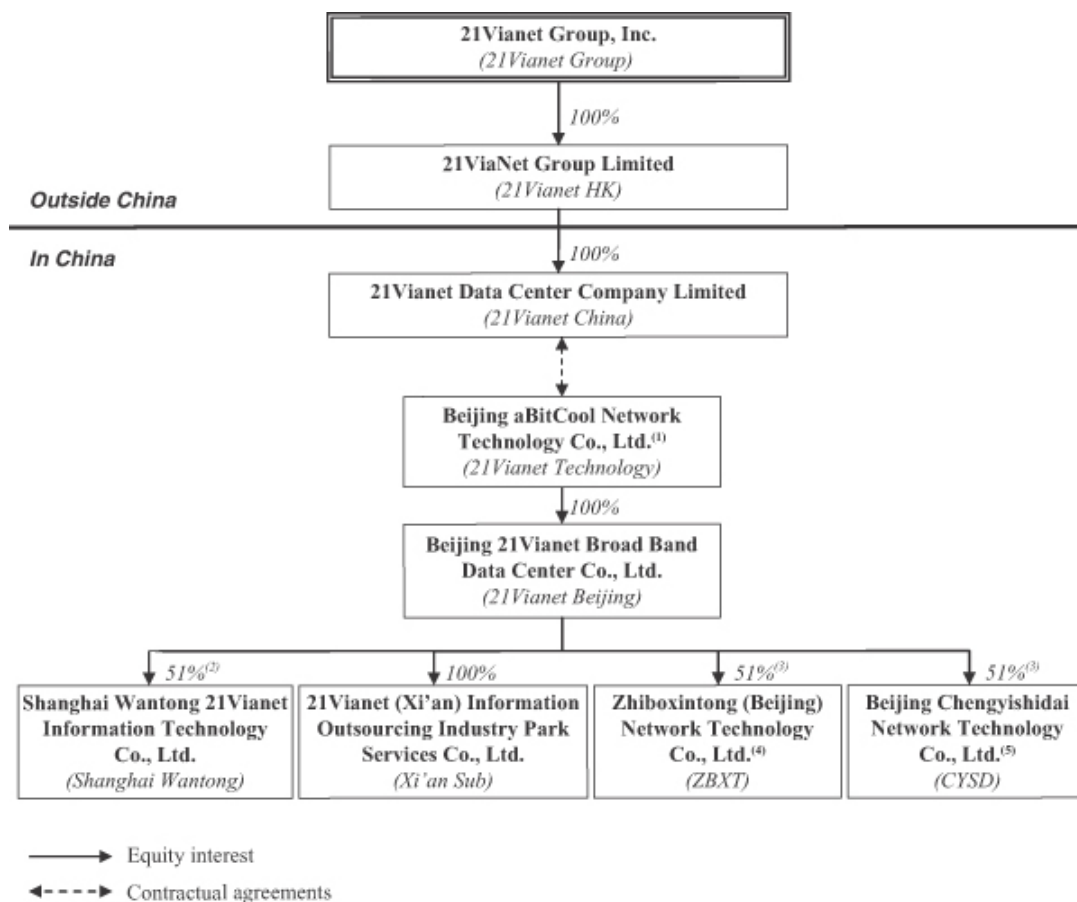 21Vianet Group, Inc.
(21Vianet Group)
100%
21ViaNet Group Limited
(21Vianet HK)
Outside China
In China
100%
21Vianet Data Center Company Limited
(21Vianet China)
Beijing aBitCool Network
Technology Co., Ltd.(1)
(21Vianet Technology)
100%
Beijing 21Vianet Broad Band
Data Center Co., Ltd.
(21Vianet Beijing)
51%(2)
Shanghai Wantong 21Vianet
Information Technology
Co., Ltd.
(Shanghai Wantong)
100%
21Vianet (Xi'an) Information
Outsourcing Industry Park
Services Co., Ltd.
(Xi'an Sub)
51%(3)
Zhiboxintong (Beijing)
Network Technology
Co., Ltd.(4)
(ZBXT)
51%(3)
Beijing Chengyishidai
Network Technology
Co., Ltd.(5)
(CYSD)
Equity interest
Contractual agreements